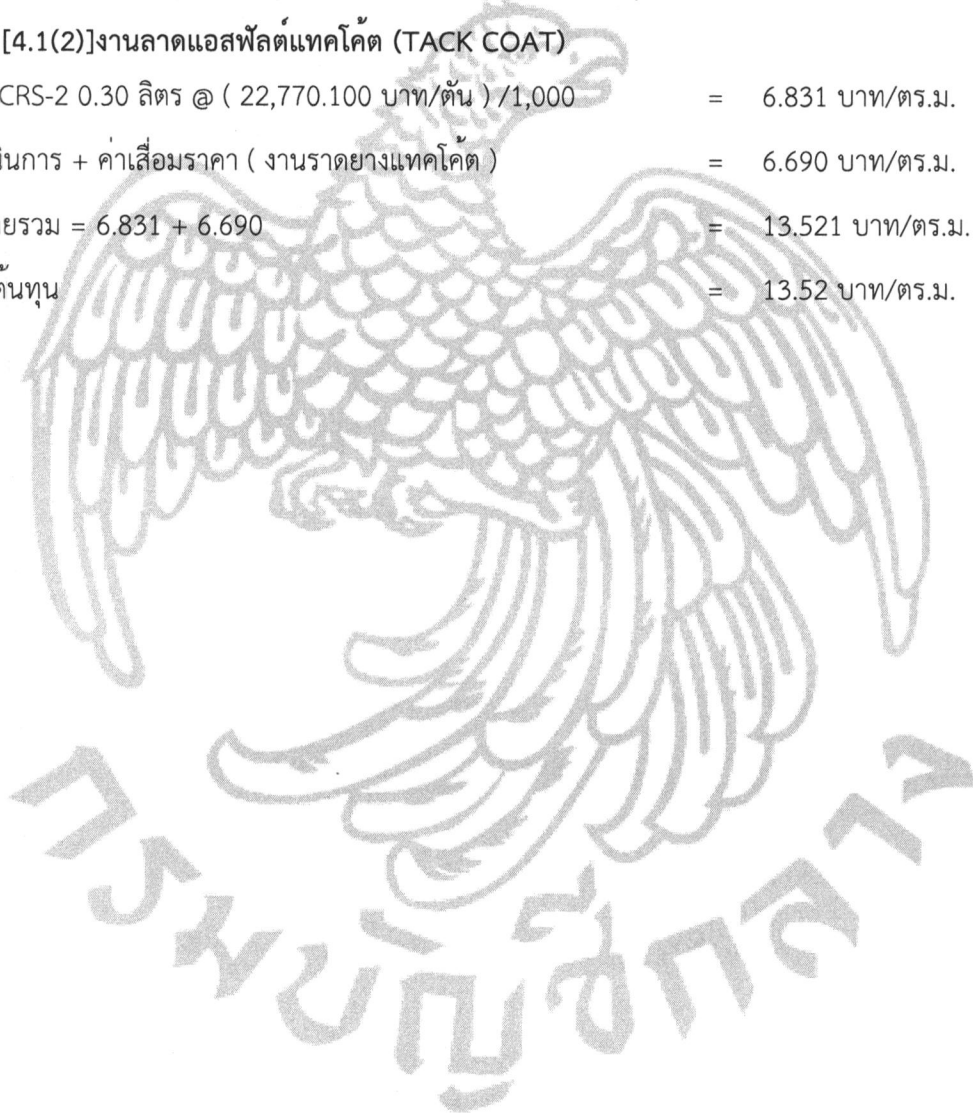 [4.1(2)]งานลาดแอสฟัลต์แทคโค้ต (TACK COAT)
CRS-2 0.30 ลิตร @ ( 22,770.100 บาท/ตัน ) /1,000 = 6.831 บาท/ตร.ม.
นินการ + ค่าเสื่อมราคา ( งานราดยางแทคโค้ต ) = 6.690 บาท/ตร.ม.
ยรวม = 6.831 + 6.690 = 13.521 บาท/ตร.ม.
ต้นทุน = 13.52 บาท/ตร.ม.
กรมบัญชีกลาง